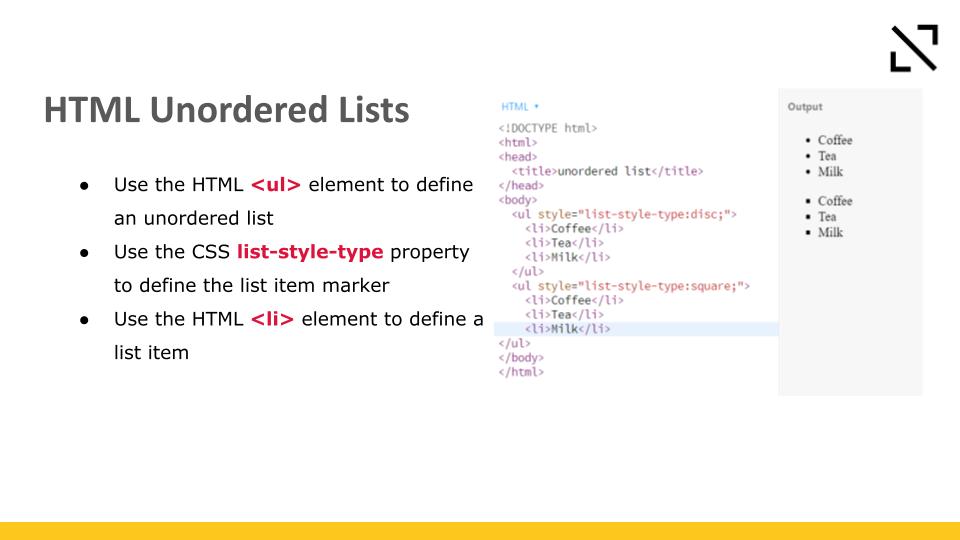 HTML Unordered Lists
● Use the HTML <ul> element to define
an unordered list
● Use the CSS list-style-type property
to define the list item marker
● Use the HTML <li> element to define a
list item
HTML
<!DOCTYPE html>
<html>
<head>
<title>unordered list</title>
</head>
<body>
<ul style="list-style-type:disc;">
<li>Coffee</li>
<li>Tea</li>
<li>Milk</li>
</ul>
<ul style="list-style-type:square;">
<li>Coffee</li>
<li>Tea</li>
<li>Milk</li>
</ul>
</body>
</html>
Output
• Coffee
• Tea
• Milk
▪ Coffee
▪ Tea
▪ Milk